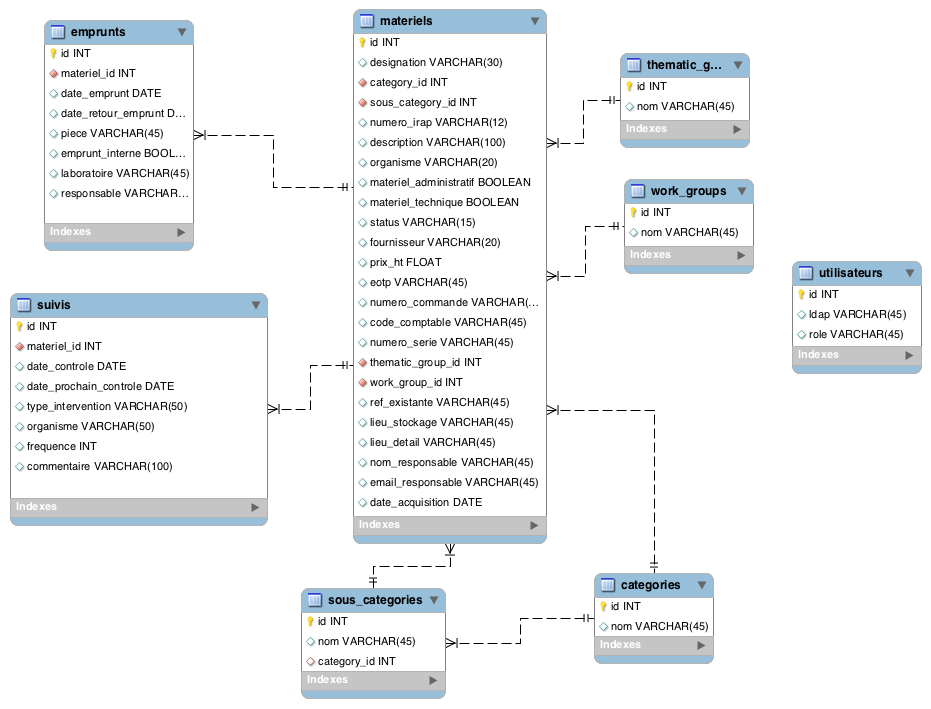 emprunts
id INT
materiel_id INT
date_emprunt DATE
date_retour_emprunt D...
piece VARCHAR(45)
emprunt_interne BOOL...
laboratoire VARCHAR(45)
responsable VARCHAR...
Indexes
suivis
id INT
materiel_id INT
date_controle DATE
date_prochain_controle DATE
type_intervention VARCHAR(50)
organisme VARCHAR(50)
frequence INT
commentaire VARCHAR(100)
Indexes
materiels
id INT
designation VARCHAR(30)
category_id INT
sous_category_id INT
numero_irap VARCHAR(12)
description VARCHAR(100)
organisme VARCHAR(20)
materiel_administratif BOOLEAN
materiel_technique BOOLEAN
status VARCHAR(15)
fournisseur VARCHAR(20)
prix_ht FLOAT
eotp VARCHAR(45)
numero_commande VARCHAR(...
code_comptable VARCHAR(45)
numero_serie VARCHAR(45)
thematic_group_id INT
work_group_id INT
ref_existante VARCHAR(45)
lieu_stockage VARCHAR(45)
lieu_detail VARCHAR(45)
nom_responsable VARCHAR(45)
email_responsable VARCHAR(45)
date_acquisition DATE
Indexes
thematic_g...
id INT
nom VARCHAR(45)
Indexes
work_groups
id INT
nom VARCHAR(45)
Indexes
utilisateurs
id INT
ldap VARCHAR(45)
role VARCHAR(45)
Indexes
sous_categories
id INT
nom VARCHAR(45)
category_id INT
Indexes
categories
id INT
nom VARCHAR(45)
Indexes